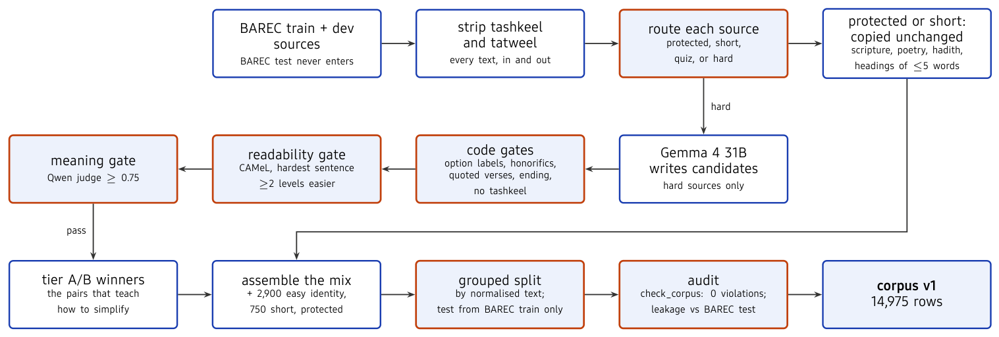 BAREC train + dev
sources
BAREC test never enters
strip tashkeel
and tatweel
every text, in and out
route each source
protected, short,
quiz, or hard
protected or short:
copied unchanged
scripture, poetry, hadith,
headings of ≤5 words
hard
Gemma 4 31B
writes candidates
hard sources only
code gates
option labels, honorifics,
quoted verses, ending,
no tashkeel
readability gate
CAMeL, hardest sentence
≥2 levels easier
meaning gate
Qwen judge ≥ 0.75
pass
tier A/B winners
the pairs that teach
how to simplify
assemble the mix
+ 2,900 easy identity,
750 short, protected
grouped split
by normalised text;
test from BAREC train only
audit
check_corpus: 0 violations;
leakage vs BAREC test
corpus v1
14,975 rows